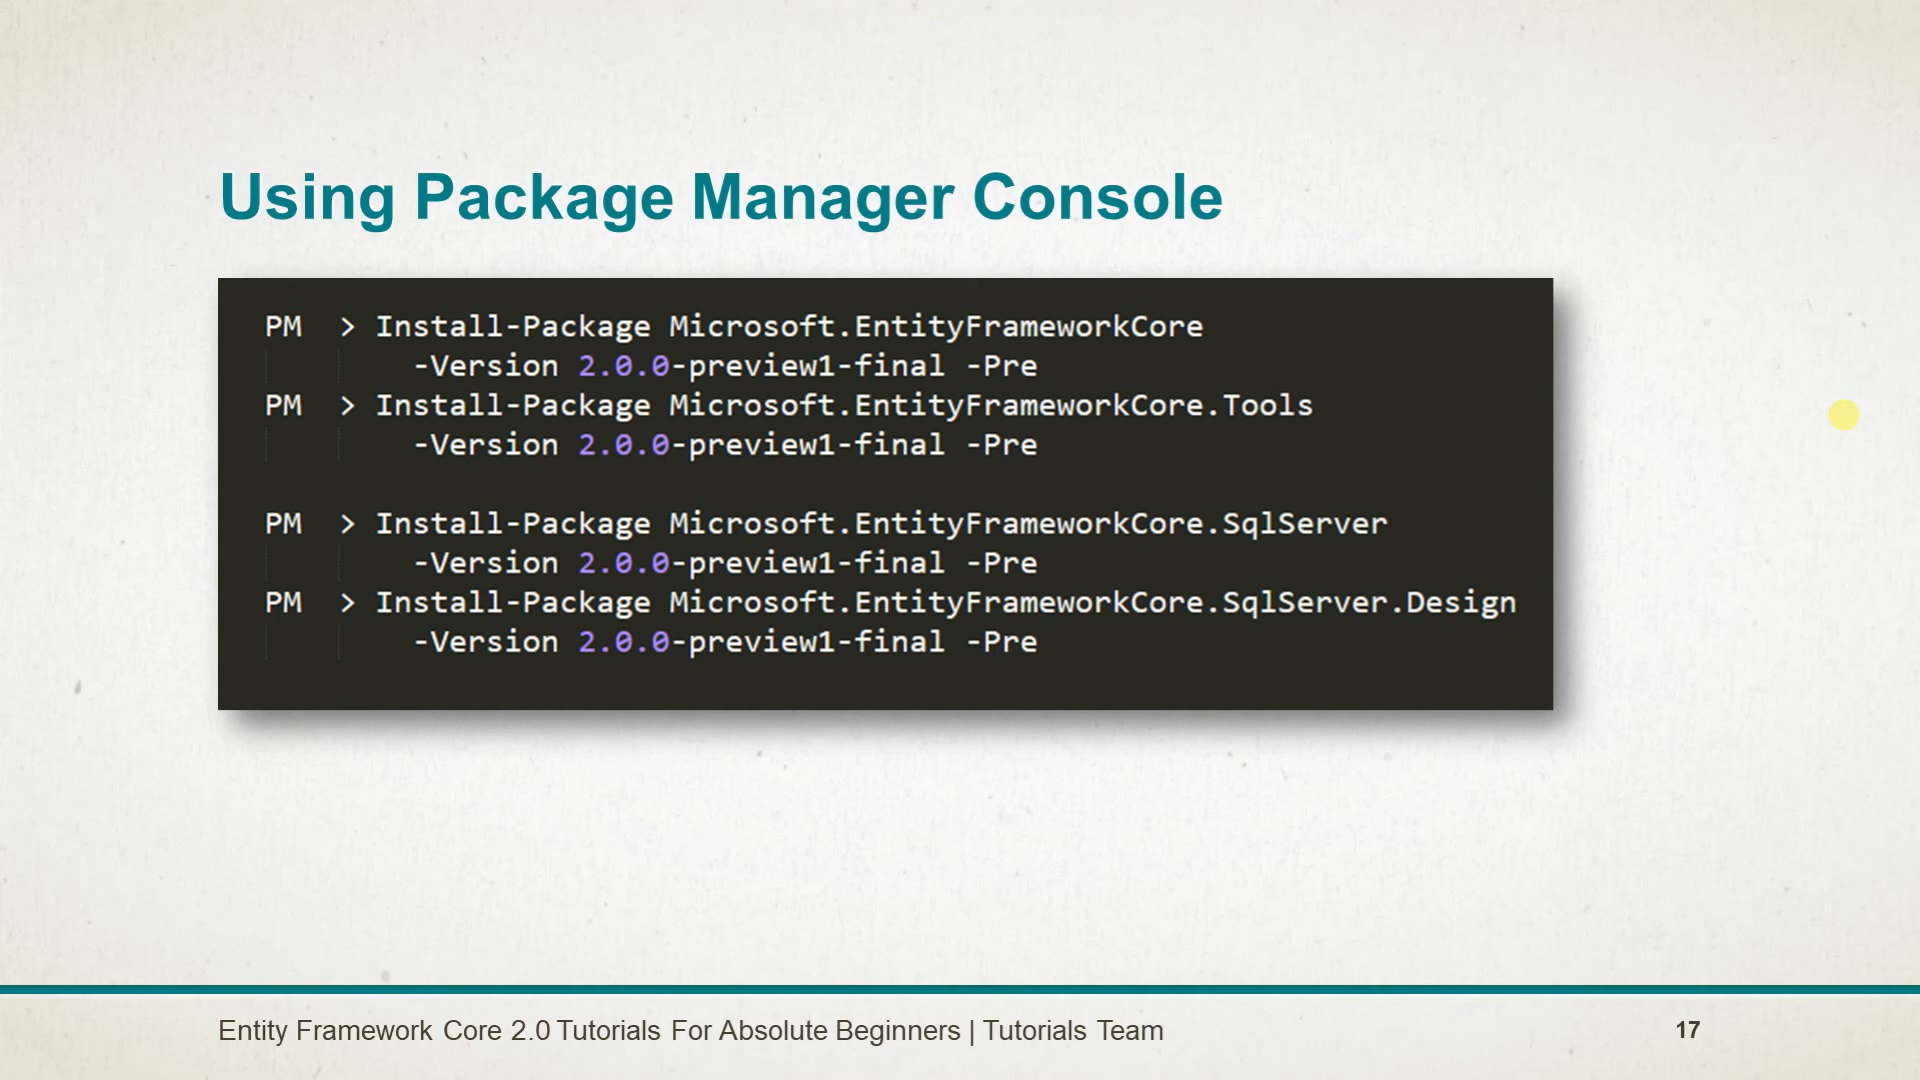 Using Package Manager Console
PM > Install-Package Microsoft.EntityFrameworkCore
-Version 2.0.0-preview1-final -Pre
PM > Install-Package Microsoft.EntityFrameworkCore.Tools
-Version 2.0.0-preview1-final -Pre
PM > Install-Package Microsoft.EntityFrameworkCore.SqlServer
-Version 2.0.0-preview1-final -Pre
PM > Install-Package Microsoft.EntityFrameworkCore.SqlServer.Design
-Version 2.0.0-preview1-final -Pre
Entity Framework Core 2.0 Tutorials For Absolute Beginners | Tutorials Team
17